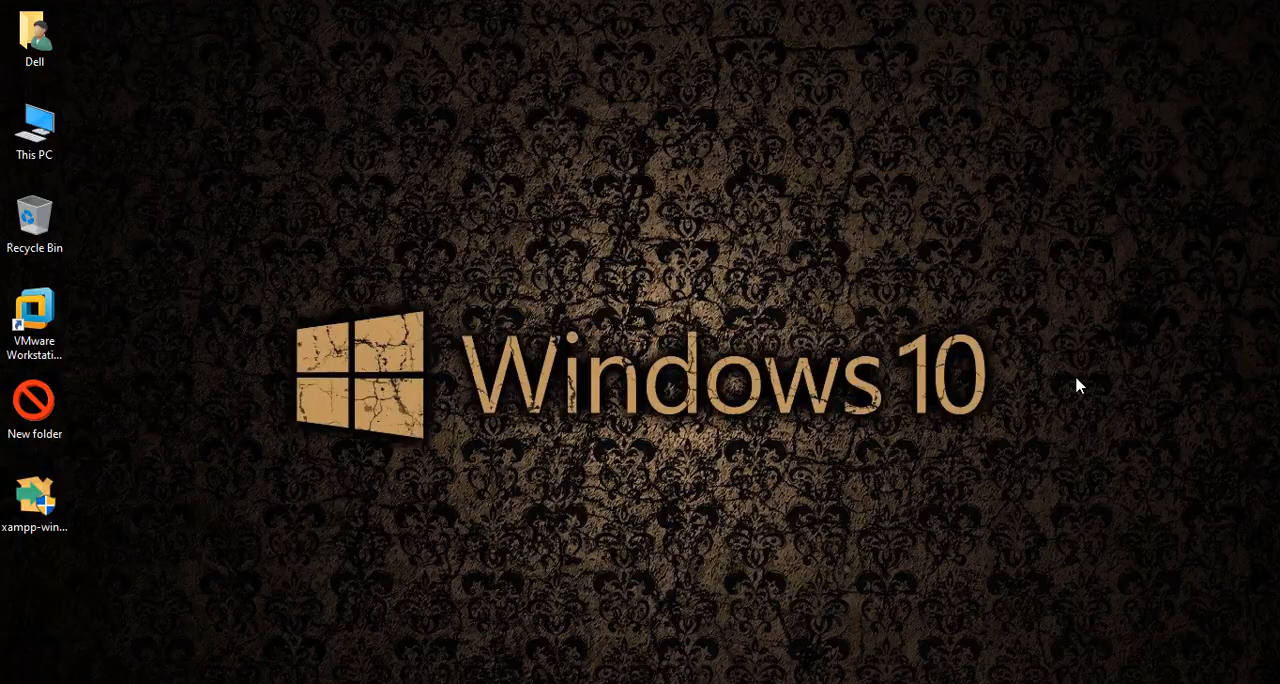 Dell
This PC
Recycle Bin
VMware
Workstati...
New folder
xampp-win...
Windows 10